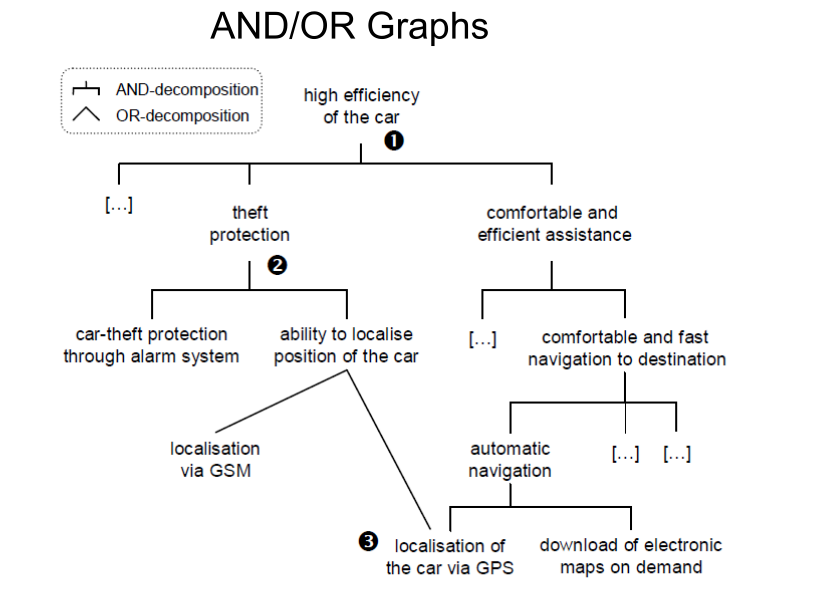 AND/OR Graphs
AND-decomposition
OR-decomposition
high efficiency
of the car
❶
[...]
theft
protection
comfortable and
efficient assistance
❷
car-theft protection
through alarm system
ability to localise
position of the car
[...]
comfortable and fast
navigation to destination
localisation
via GSM
automatic
navigation
[...]
[...]
❸
localisation of
the car via GPS
download of electronic
maps on demand